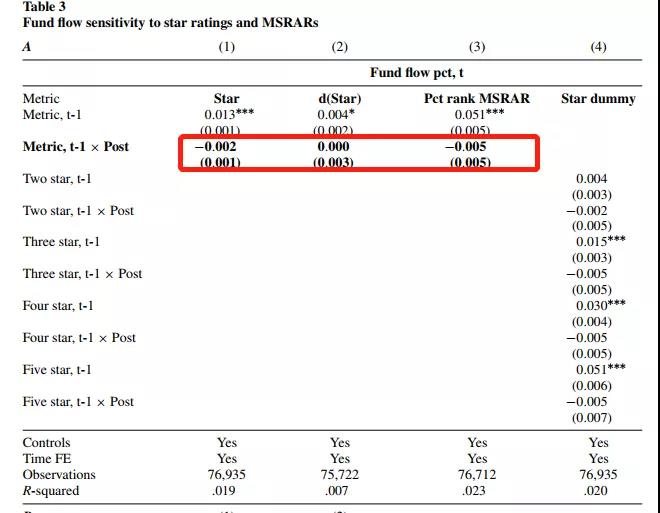 Table 3
Fund flow sensitivity to star ratings and MSRARs
A (1) (2) (3) (4)
Fund flow pct, t
Metric Star d(Star) Pct rank MSRAR Star dummy
Metric, t-1 0.013*** 0.004* 0.051***
(0.001) (0.002) (0.005)
Metric, t-1 × Post −0.002 0.000 −0.005
(0.001) (0.003) (0.005)
Two star, t-1 0.004
(0.003)
Two star, t-1 × Post −0.002
(0.005)
Three star, t-1 0.015***
(0.003)
Three star, t-1 × Post −0.005
(0.005)
Four star, t-1 0.030***
(0.004)
Four star, t-1 × Post −0.005
(0.005)
Five star, t-1 0.051***
(0.006)
Five star, t-1 × Post −0.005
(0.007)
Controls Yes Yes Yes Yes
Time FE Yes Yes Yes Yes
Observations 76,935 75,722 76,712 76,935
R-squared .019 .007 .023 .020